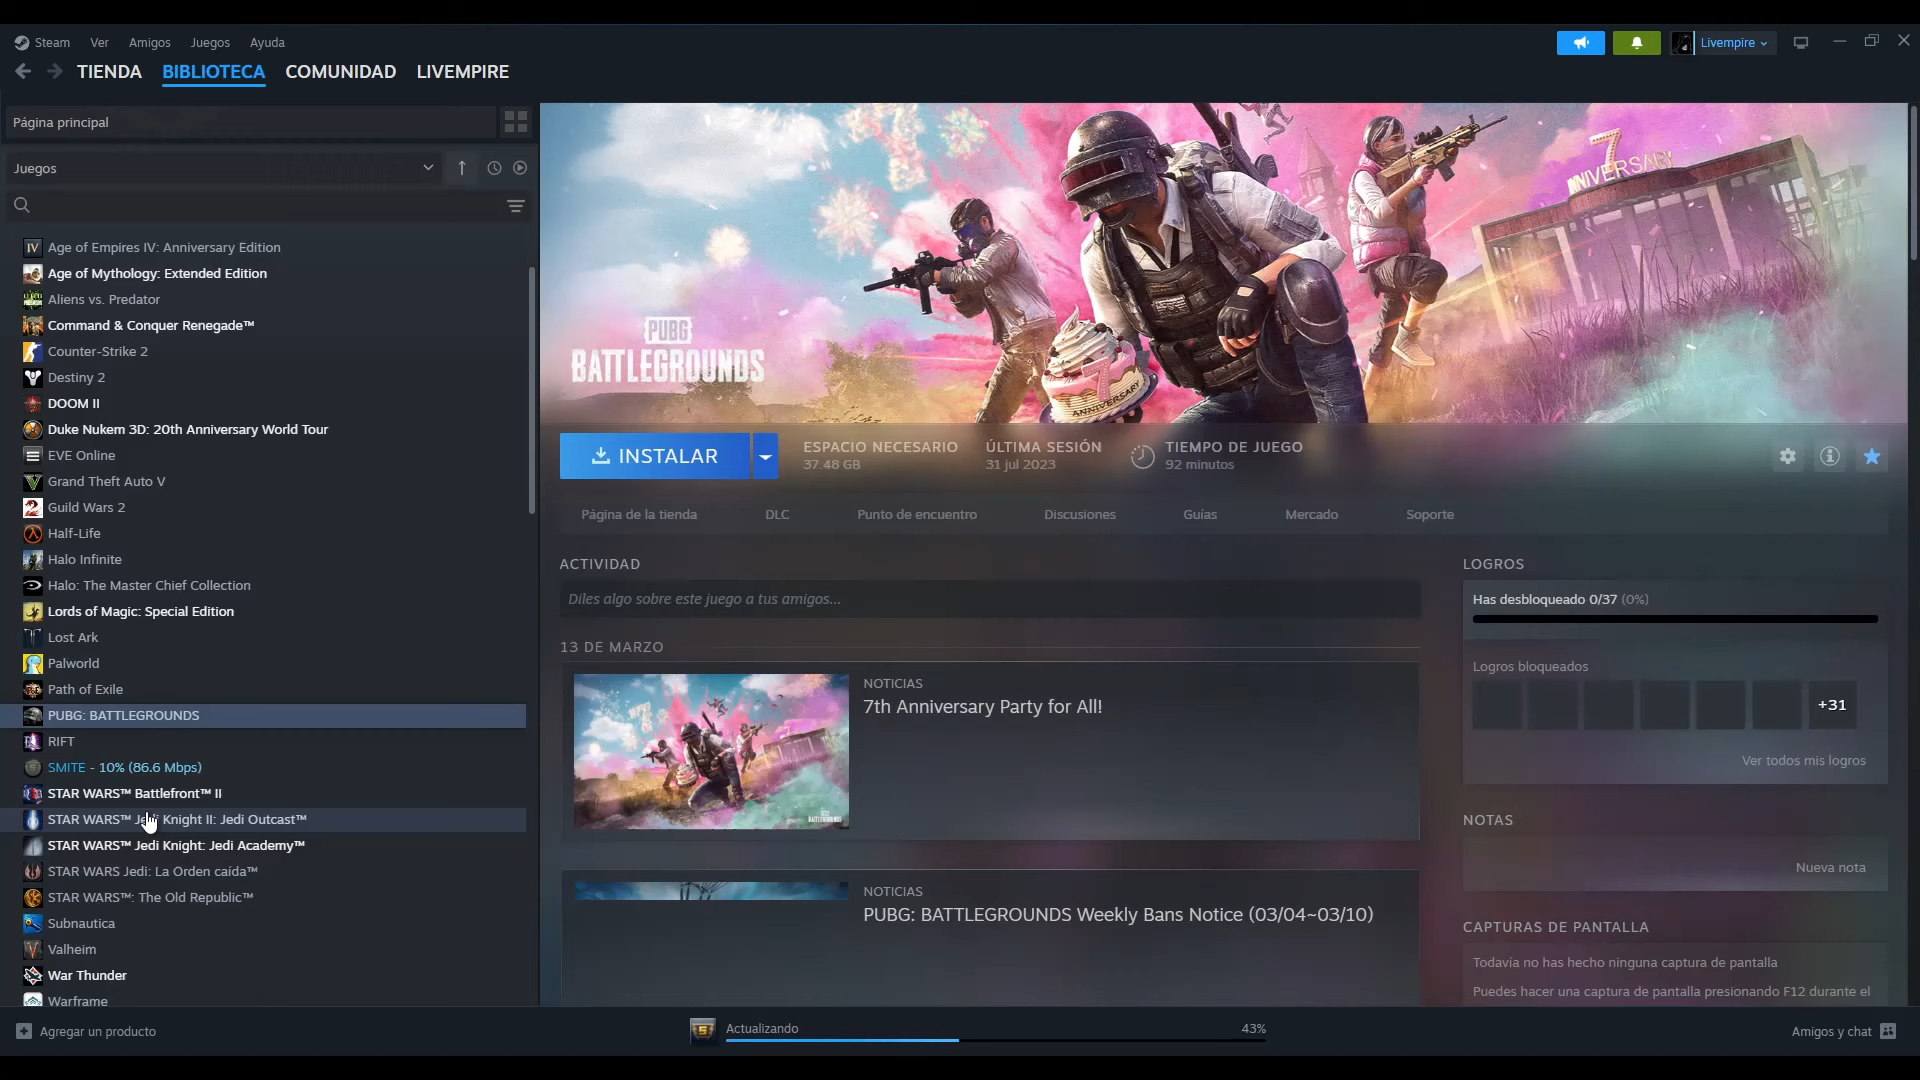 Steam Ver Amigos Juegos Ayuda
Livempire
TIENDA BIBLIOTECA COMUNIDAD LIVEMPIRE
Página principal
Juegos
Age of Empires IV: Anniversary Edition
Age of Mythology: Extended Edition
Aliens vs. Predator
Command & Conquer Renegade™
Counter-Strike 2
Destiny 2
DOOM II
Duke Nukem 3D: 20th Anniversary World Tour
EVE Online
Grand Theft Auto V
Guild Wars 2
Half-Life
Halo Infinite
Halo: The Master Chief Collection
Lords of Magic: Special Edition
Lost Ark
Palworld
Path of Exile
PUBG: BATTLEGROUNDS
RIFT
SMITE - 10% (86.6 Mbps)
STAR WARS™ Battlefront™ II
STAR WARS™ Jedi Knight II: Jedi Outcast™
STAR WARS™ Jedi Knight: Jedi Academy™
STAR WARS Jedi: La Orden caída™
STAR WARS™: The Old Republic™
Subnautica
Valheim
War Thunder
Warframe
Agregar un producto
7
NIVERSARY
7
ANNIVERSARY
PUBG
BATTLEGROUNDS
INSTALAR
ESPACIO NECESARIO
37.48 GB
ÚLTIMA SESIÓN
31 jul 2023
TIEMPO DE JUEGO
92 minutos
Página de la tienda DLC Punto de encuentro Discusiones Guías Mercado Soporte
ACTIVIDAD
Diles algo sobre este juego a tus amigos...
13 DE MARZO
NOTICIAS
7th Anniversary Party for All!
NOTICIAS
PUBG: BATTLEGROUNDS Weekly Bans Notice (03/04~03/10)
LOGROS
Has desbloqueado 0/37 (0%)
Logros bloqueados
+31
Ver todos mis logros
NOTAS
Nueva nota
CAPTURAS DE PANTALLA
Todavía no has hecho ninguna captura de pantalla
Puedes hacer una captura de pantalla presionando F12 durante el
Actualizando 43%
Amigos y chat